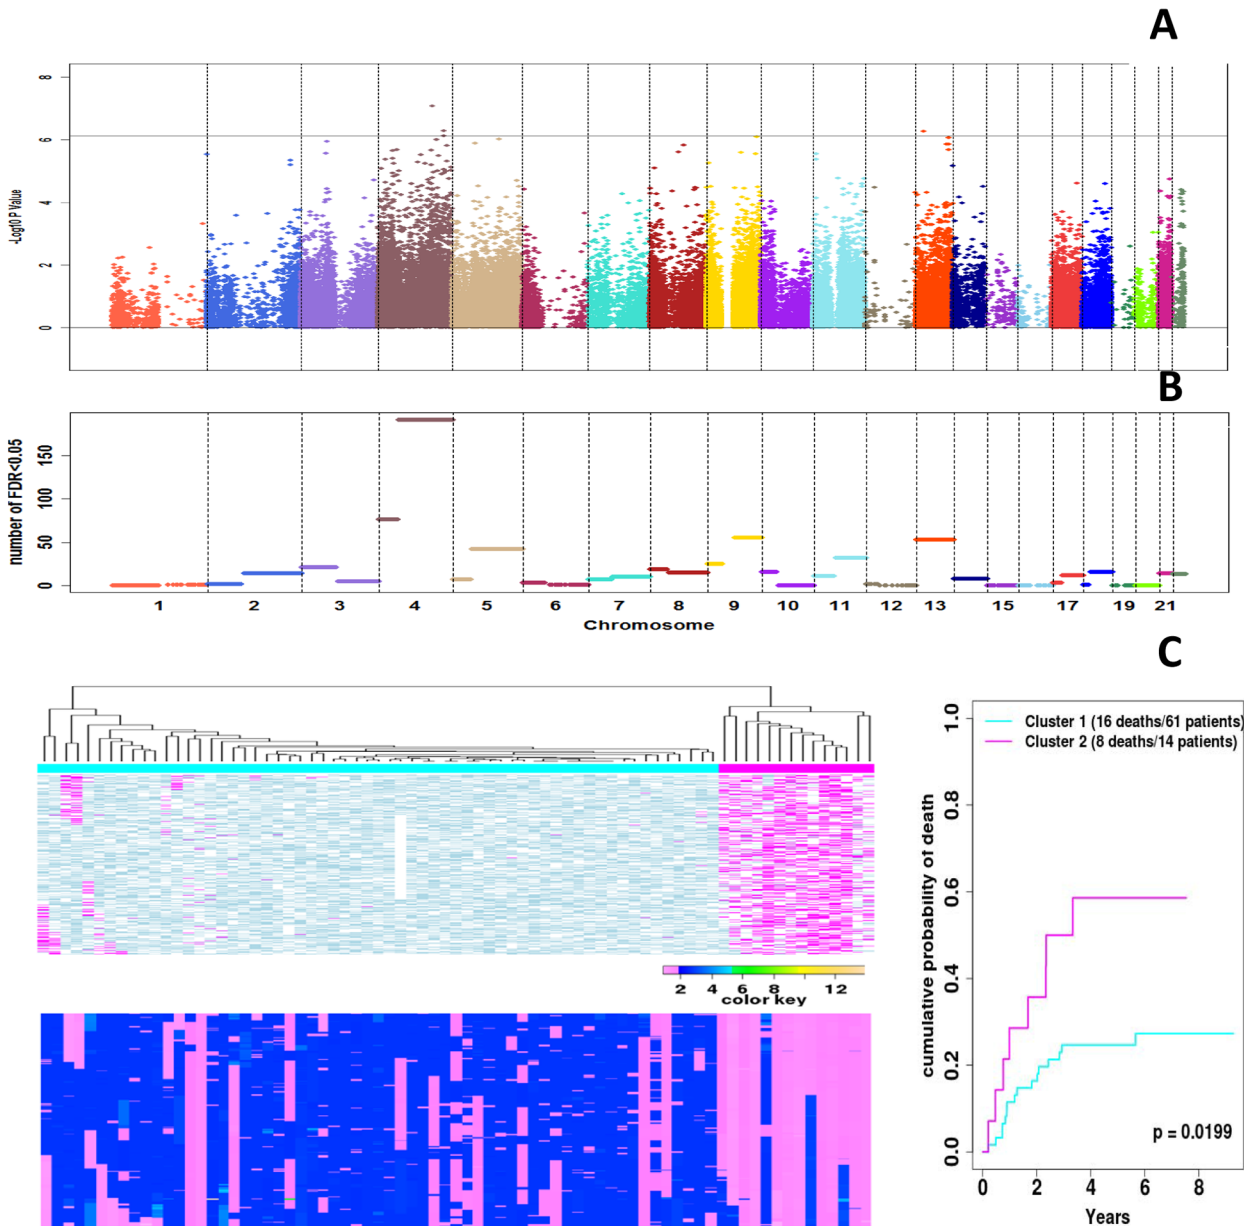 A
8
6
4
2
0
-Log10 P Value
B
150
100
50
0
number of FDR<0.05
1 2 3 4 5 6 7 8 9 10 11 12 13 15 17 19 21
Chromosome
C
2 4 6 8 12
color key
1.0
0.8
0.6
0.4
0.2
0.0
cumulative probability of death
Cluster 1 (16 deaths/61 patients)
Cluster 2 (8 deaths/14 patients)
p = 0.0199
0 2 4 6 8
Years